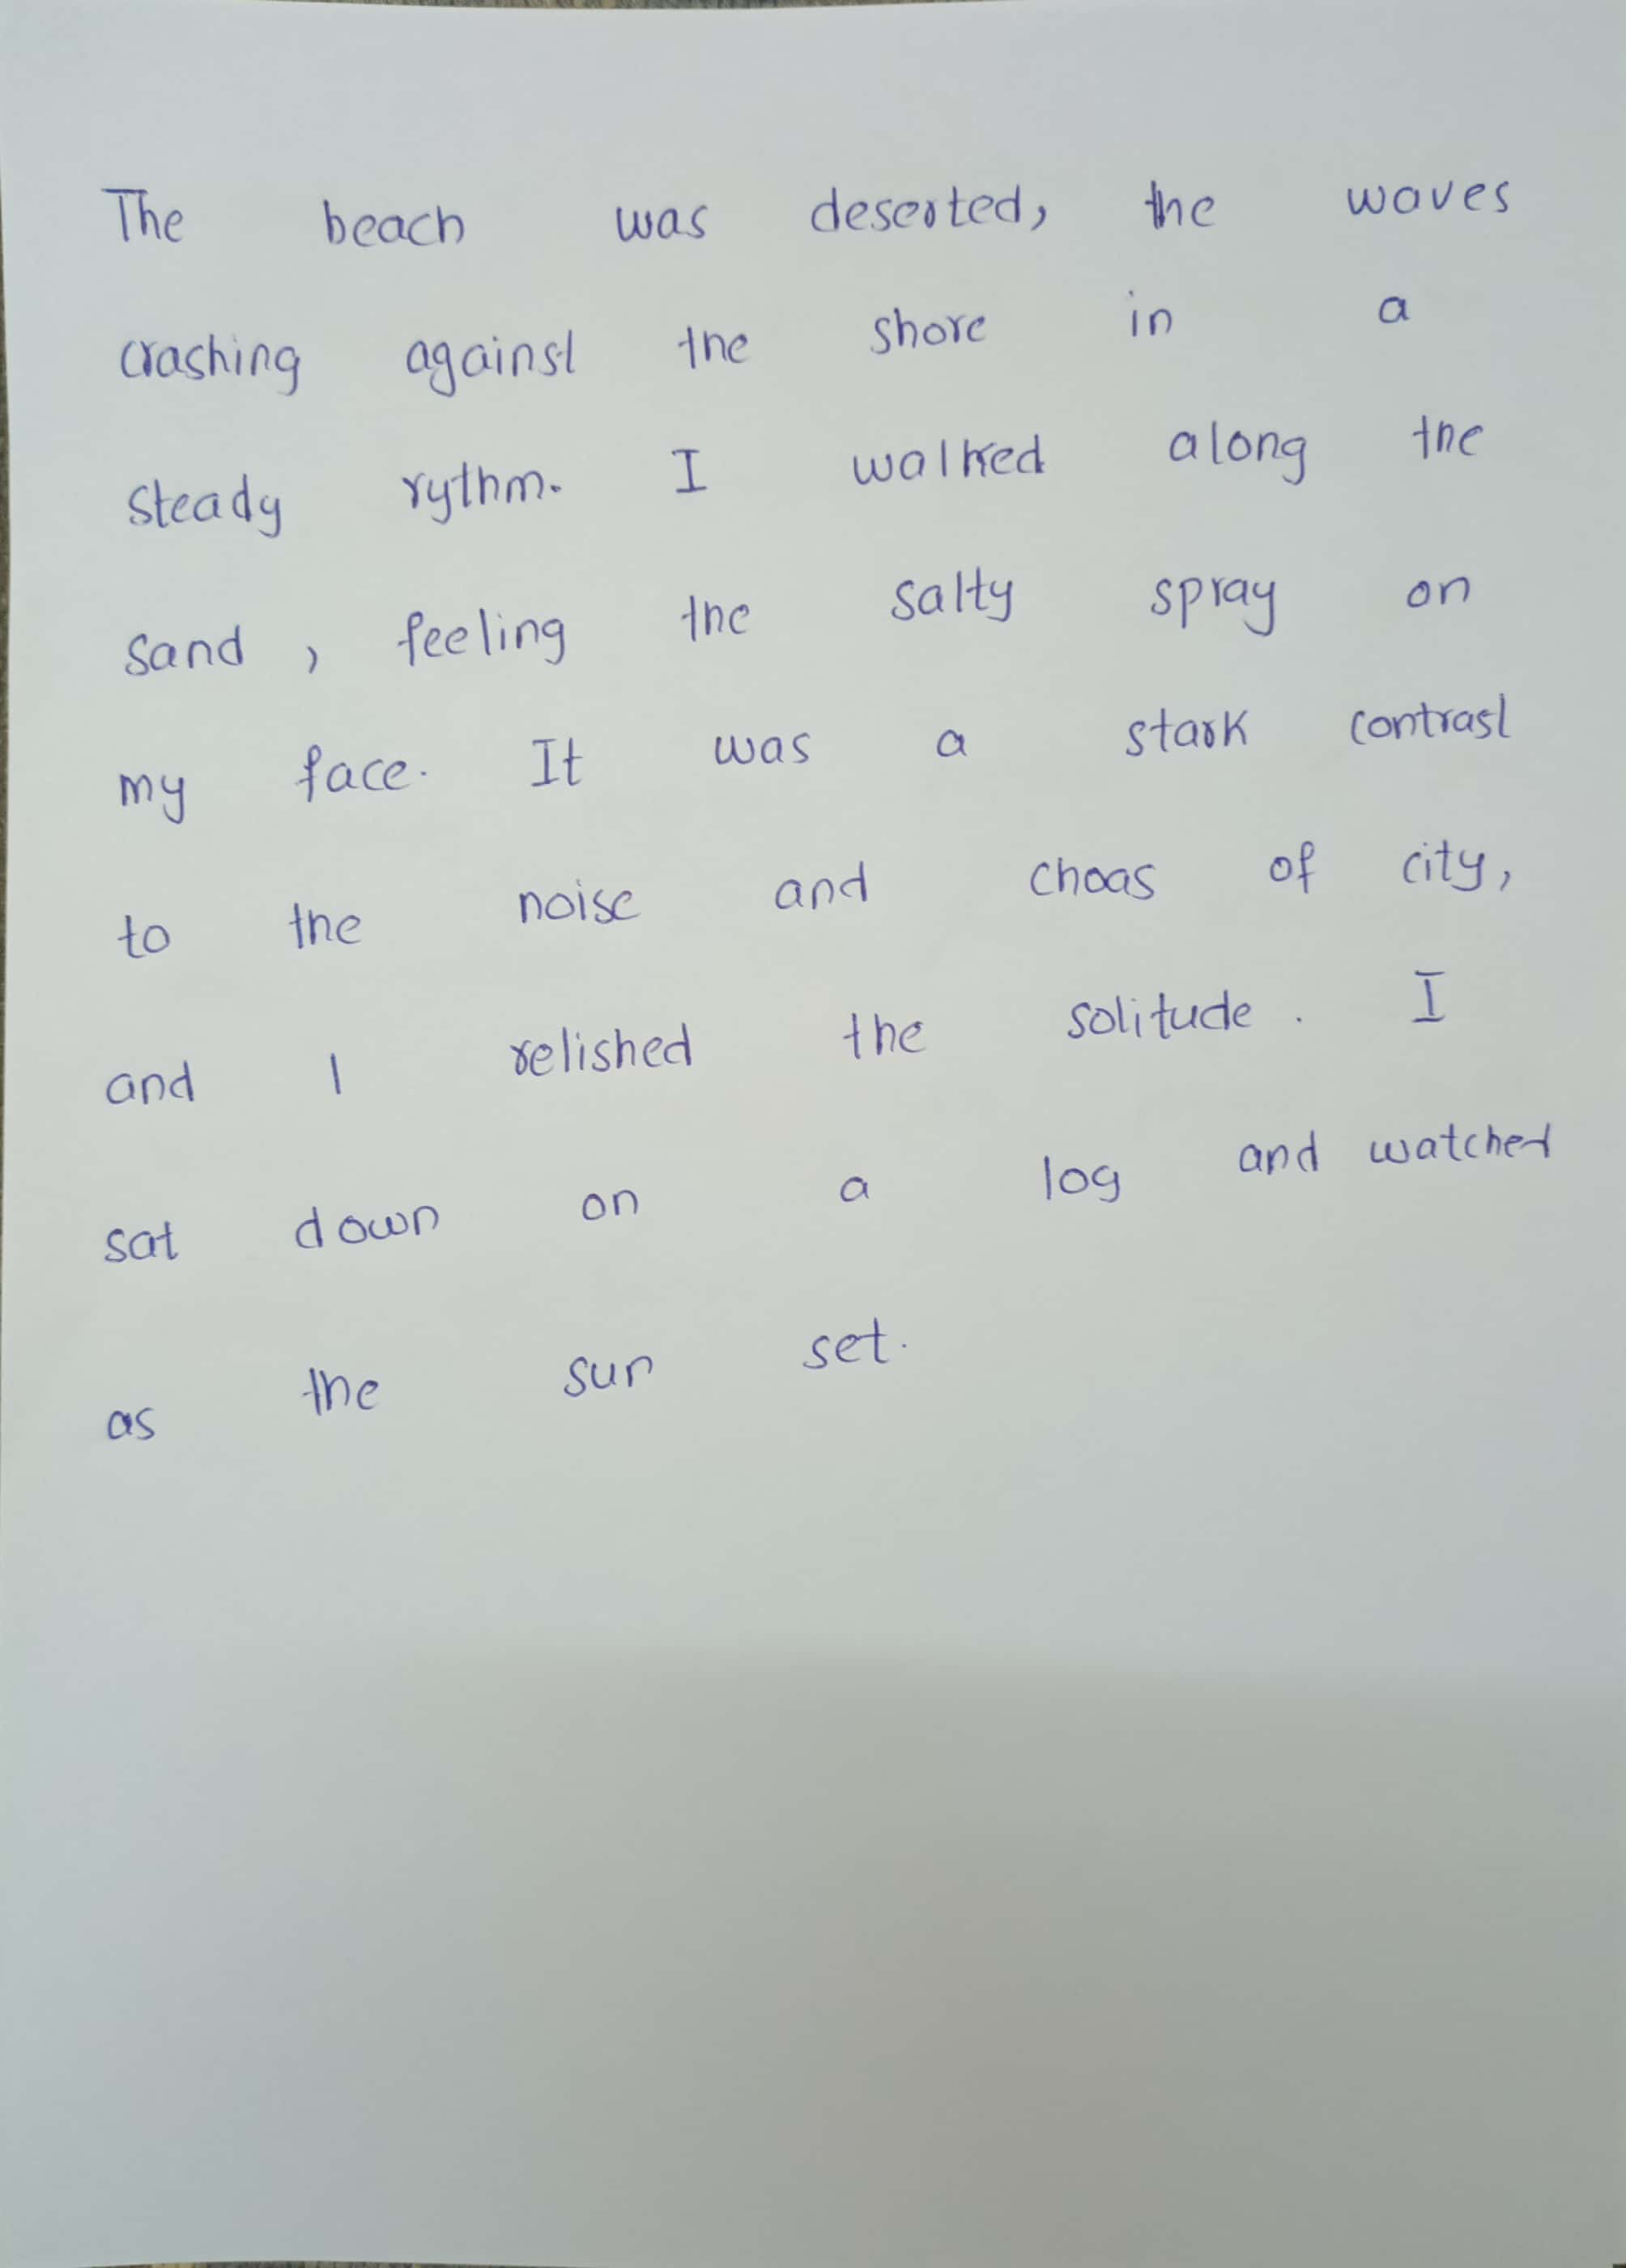 The beach was deserted, the waves
crashing against the shore in a
steady rythm. I walked along the
sand, feeling the salty spray on
my face. It was a stark contrast
to the noise and choas of city,
and I relished the solitude. I
sat down on a log and watched
as the sun set.